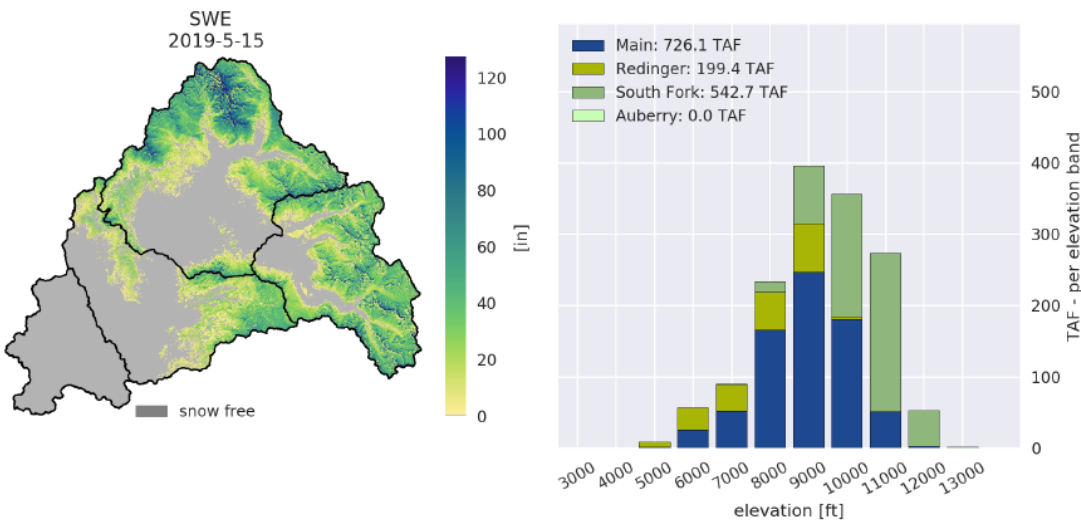 SWE
2019-5-15
120
100
80
60
40
20
0
[in]
snow free
Main: 726.1 TAF
Redinger: 199.4 TAF
South Fork: 542.7 TAF
Auberry: 0.0 TAF
500
400
300
200
100
0
TAF - per elevation band
3000 4000 5000 6000 7000 8000 9000 10000 11000 12000 13000
elevation [ft]